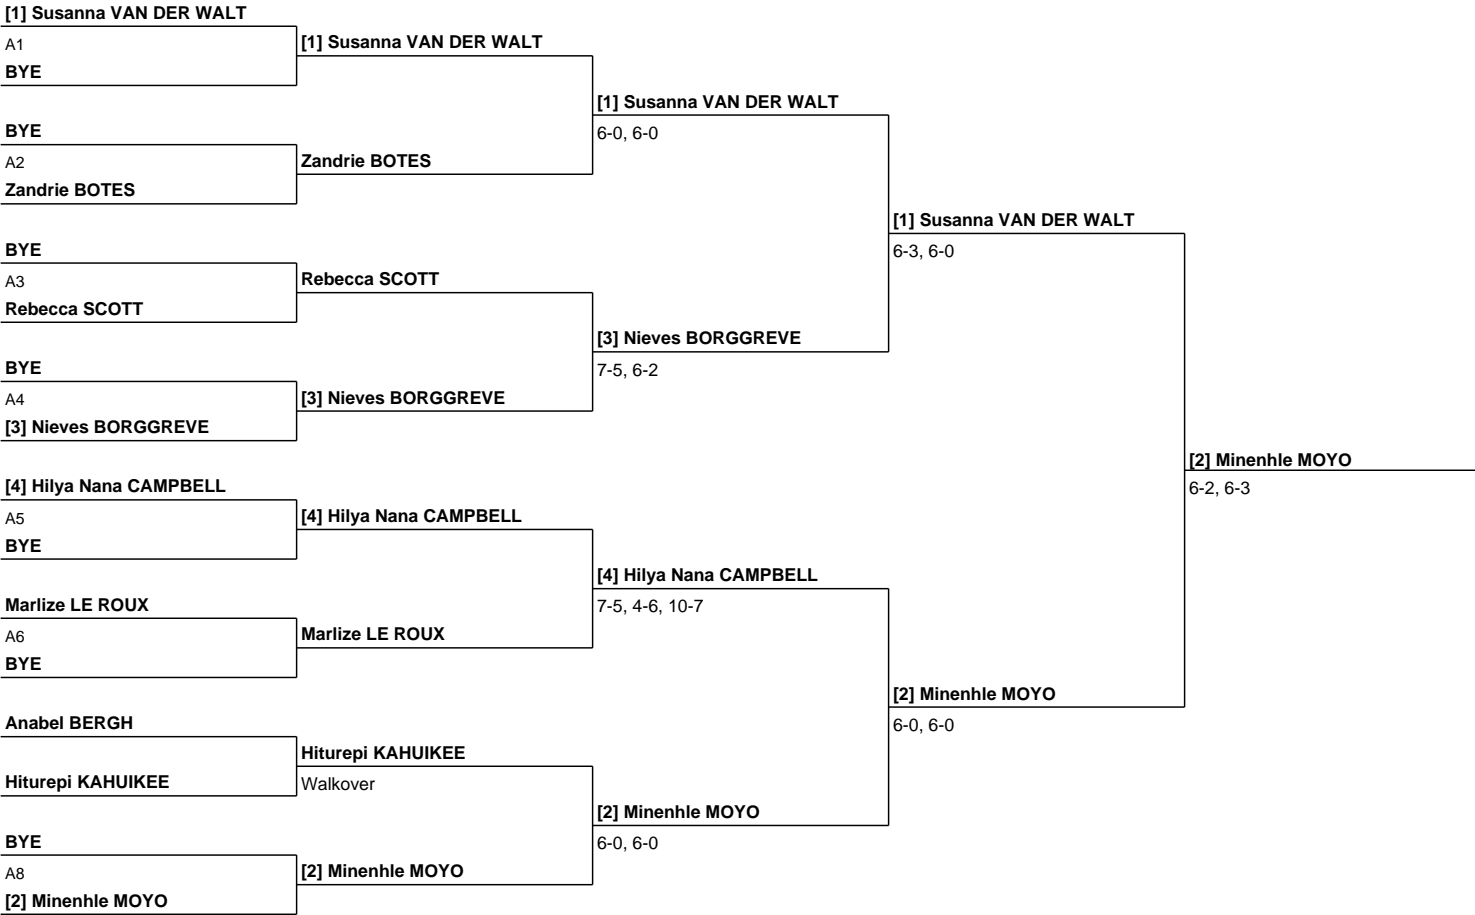 [1] Susanna VAN DER WALT
A1
BYE
BYE
A2
Zandrie BOTES
BYE
A3
Rebecca SCOTT
BYE
A4
[3] Nieves BORGGREVE
[4] Hilya Nana CAMPBELL
A5
BYE
Marlize LE ROUX
A6
BYE
Anabel BERGH
Hiturepi KAHUIKEE
BYE
A8
[2] Minenhle MOYO
[1] Susanna VAN DER WALT
Zandrie BOTES
Rebecca SCOTT
[3] Nieves BORGGREVE
[4] Hilya Nana CAMPBELL
Marlize LE ROUX
Hiturepi KAHUIKEE
Walkover
[2] Minenhle MOYO
[1] Susanna VAN DER WALT
6-0, 6-0
[3] Nieves BORGGREVE
7-5, 6-2
[4] Hilya Nana CAMPBELL
7-5, 4-6, 10-7
[2] Minenhle MOYO
6-0, 6-0
[1] Susanna VAN DER WALT
6-3, 6-0
[2] Minenhle MOYO
6-0, 6-0
[2] Minenhle MOYO
6-2, 6-3